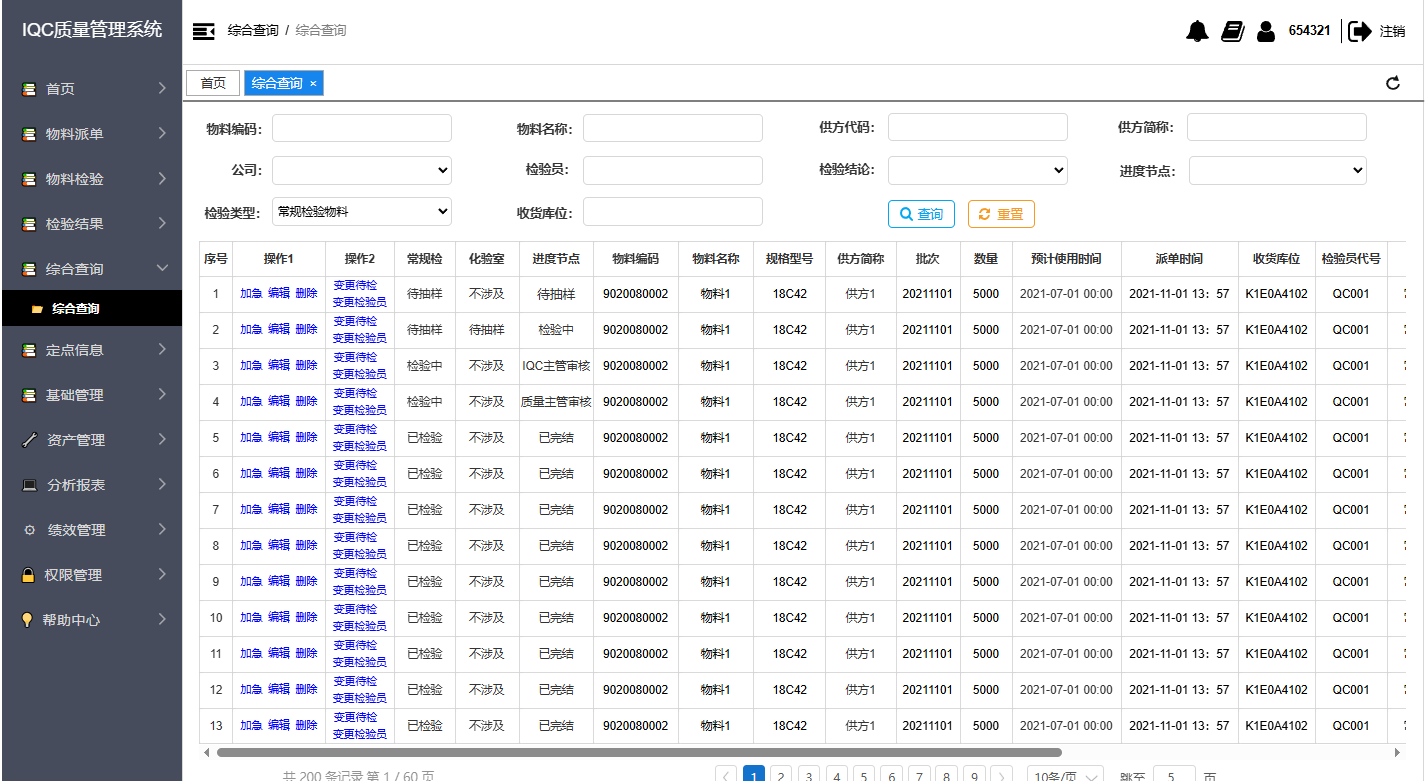 IQC质量管理系统
综合查询 / 综合查询
654321 注销
首页
物料派单
物料检验
检验结果
综合查询
综合查询
定点信息
基础管理
资产管理
分析报表
绩效管理
权限管理
帮助中心
首页 综合查询 ×
物料编码： 物料名称： 供方代码： 供方简称：
公司： 检验员： 检验结论： 进度节点：
检验类型： 常规检验物料 收货库位： 查询 重置
序号 操作1 操作2 常规检 化验室 进度节点 物料编码 物料名称 规格型号 供方简称 批次 数量 预计使用时间 派单时间 收货库位 检验员代号
1 加急 编辑 删除 变更待检 变更检验员 待抽样 不涉及 待抽样 9020080002 物料1 18C42 供方1 20211101 5000 2021-07-01 00:00 2021-11-01 13：57 K1E0A4102 QC001
2 加急 编辑 删除 变更待检 变更检验员 待抽样 待抽样 检验中 9020080002 物料1 18C42 供方1 20211101 5000 2021-07-01 00:00 2021-11-01 13：57 K1E0A4102 QC001
3 加急 编辑 删除 变更待检 变更检验员 检验中 不涉及 IQC主管审核 9020080002 物料1 18C42 供方1 20211101 5000 2021-07-01 00:00 2021-11-01 13：57 K1E0A4102 QC001
4 加急 编辑 删除 变更待检 变更检验员 检验中 不涉及 质量主管审核 9020080002 物料1 18C42 供方1 20211101 5000 2021-07-01 00:00 2021-11-01 13：57 K1E0A4102 QC001
5 加急 编辑 删除 变更待检 变更检验员 已检验 不涉及 已完结 9020080002 物料1 18C42 供方1 20211101 5000 2021-07-01 00:00 2021-11-01 13：57 K1E0A4102 QC001
6 加急 编辑 删除 变更待检 变更检验员 已检验 不涉及 已完结 9020080002 物料1 18C42 供方1 20211101 5000 2021-07-01 00:00 2021-11-01 13：57 K1E0A4102 QC001
7 加急 编辑 删除 变更待检 变更检验员 已检验 不涉及 已完结 9020080002 物料1 18C42 供方1 20211101 5000 2021-07-01 00:00 2021-11-01 13：57 K1E0A4102 QC001
8 加急 编辑 删除 变更待检 变更检验员 已检验 不涉及 已完结 9020080002 物料1 18C42 供方1 20211101 5000 2021-07-01 00:00 2021-11-01 13：57 K1E0A4102 QC001
9 加急 编辑 删除 变更待检 变更检验员 已检验 不涉及 已完结 9020080002 物料1 18C42 供方1 20211101 5000 2021-07-01 00:00 2021-11-01 13：57 K1E0A4102 QC001
10 加急 编辑 删除 变更待检 变更检验员 已检验 不涉及 已完结 9020080002 物料1 18C42 供方1 20211101 5000 2021-07-01 00:00 2021-11-01 13：57 K1E0A4102 QC001
11 加急 编辑 删除 变更待检 变更检验员 已检验 不涉及 已完结 9020080002 物料1 18C42 供方1 20211101 5000 2021-07-01 00:00 2021-11-01 13：57 K1E0A4102 QC001
12 加急 编辑 删除 变更待检 变更检验员 已检验 不涉及 已完结 9020080002 物料1 18C42 供方1 20211101 5000 2021-07-01 00:00 2021-11-01 13：57 K1E0A4102 QC001
13 加急 编辑 删除 变更待检 变更检验员 已检验 不涉及 已完结 9020080002 物料1 18C42 供方1 20211101 5000 2021-07-01 00:00 2021-11-01 13：57 K1E0A4102 QC001
共 200 条记录 第 1 / 60 页 1 2 3 4 5 6 7 8 9 10条/页 跳至 5 页